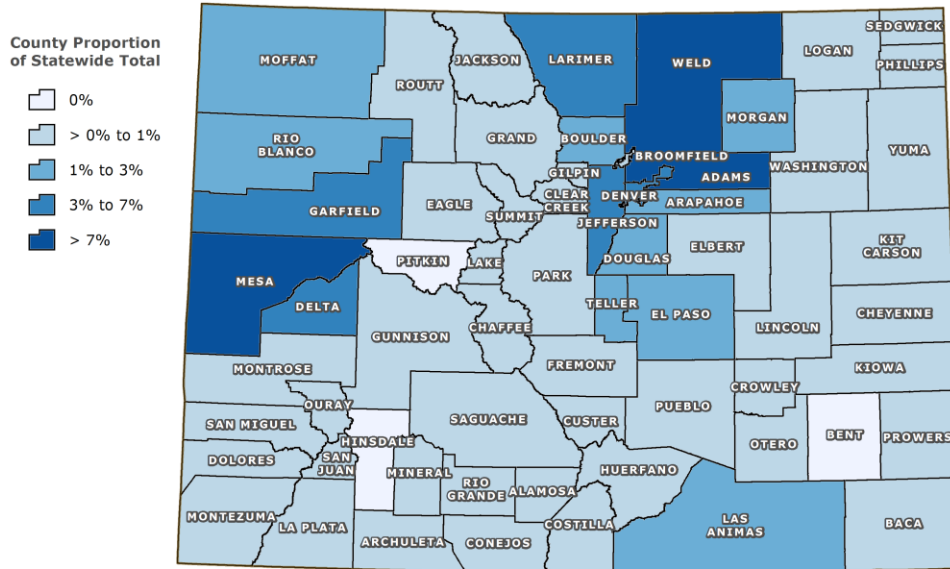 County Proportion
of Statewide Total
0%
> 0% to 1%
1% to 3%
3% to 7%
> 7%
MOFFAT
ROUTT
JACKSON
LARIMER
WELD
LOGAN
SEDGWICK
PHILLIPS
RIO
BLANCO
GRAND
BOULDER
MORGAN
YUMA
GARFIELD
EAGLE
SUMMIT
GILPIN
CLEAR
CREEK
JEFFERSON
BROOMFIELD
DENVER
ADAMS
ARAPAHOE
WASHINGTON
MESA
DELTA
PITKIN
LAKE
PARK
DOUGLAS
ELBERT
KIT
CARSON
GUNNISON
CHAFFEE
TELLER
EL PASO
LINCOLN
CHEYENNE
MONTROSE
FREMONT
KIOWA
OURAY
SAN MIGUEL
HINSDALE
SAGUACHE
CUSTER
PUEBLO
CROWLEY
OTERO
BENT
PROWERS
DOLORES
SAN
JUAN
MINERAL
RIO
GRANDE
ALAMOSA
HUERFANO
MONTEZUMA
LA PLATA
ARCHULETA
CONEJOS
COSTILLA
LAS
ANIMAS
BACA